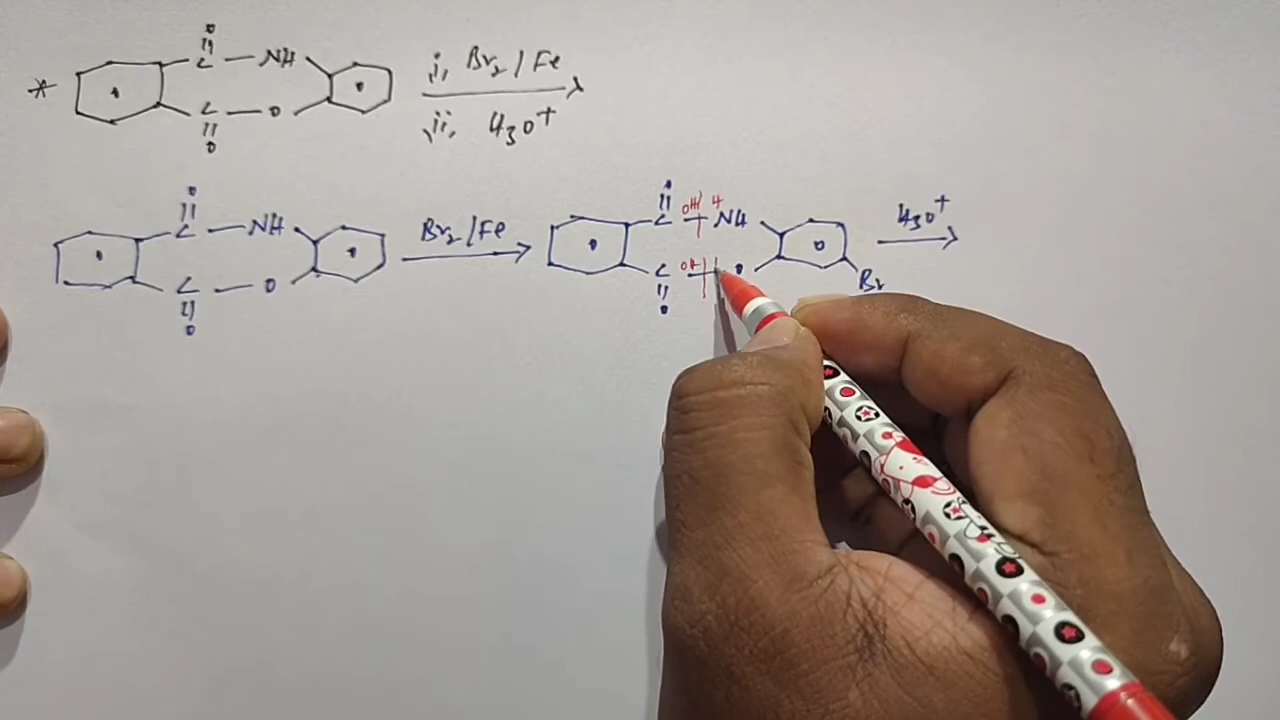 O
* C — NH i, Br2 / Fe
C — O ii, H3O+
O
O O OH H H3O+
C — NH Br2 /Fe C NH
C — O OH C O Br
O O